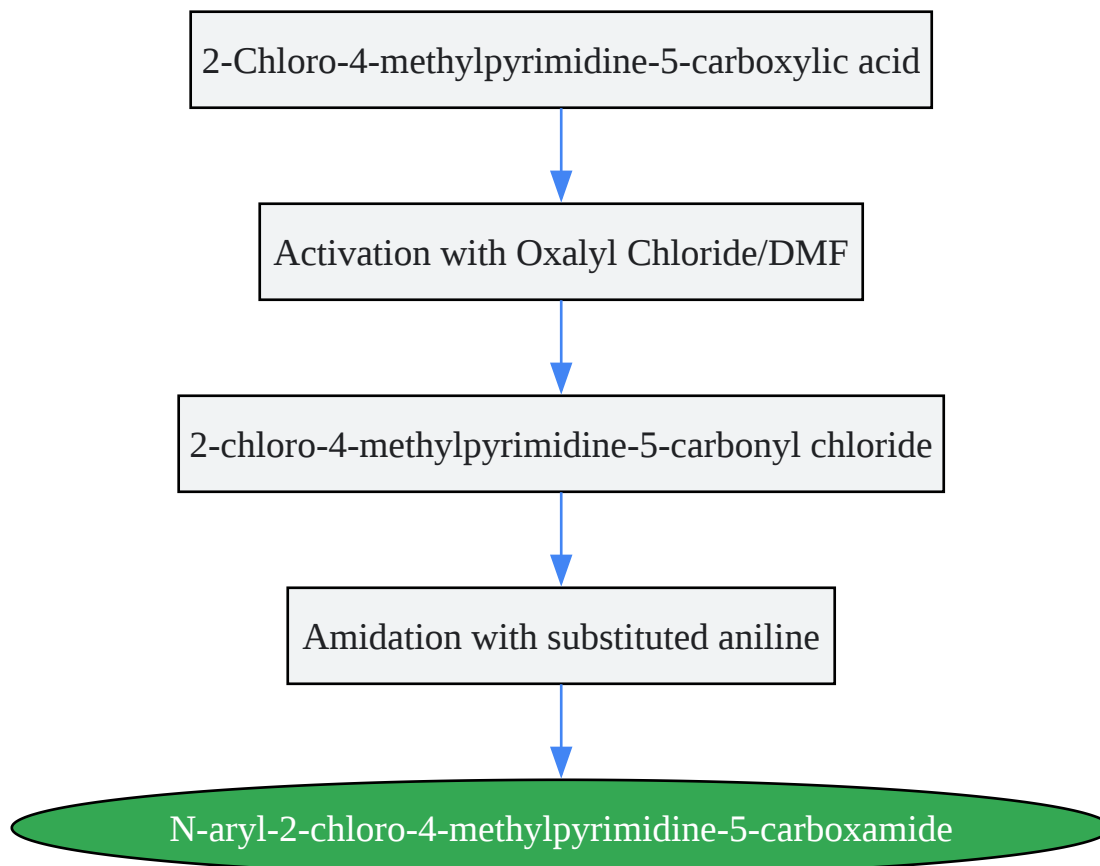 2-Chloro-4-methylpyrimidine-5-carboxylic acid
Activation with Oxalyl Chloride/DMF
2-chloro-4-methylpyrimidine-5-carbonyl chloride
Amidation with substituted aniline
N-aryl-2-chloro-4-methylpyrimidine-5-carboxamide